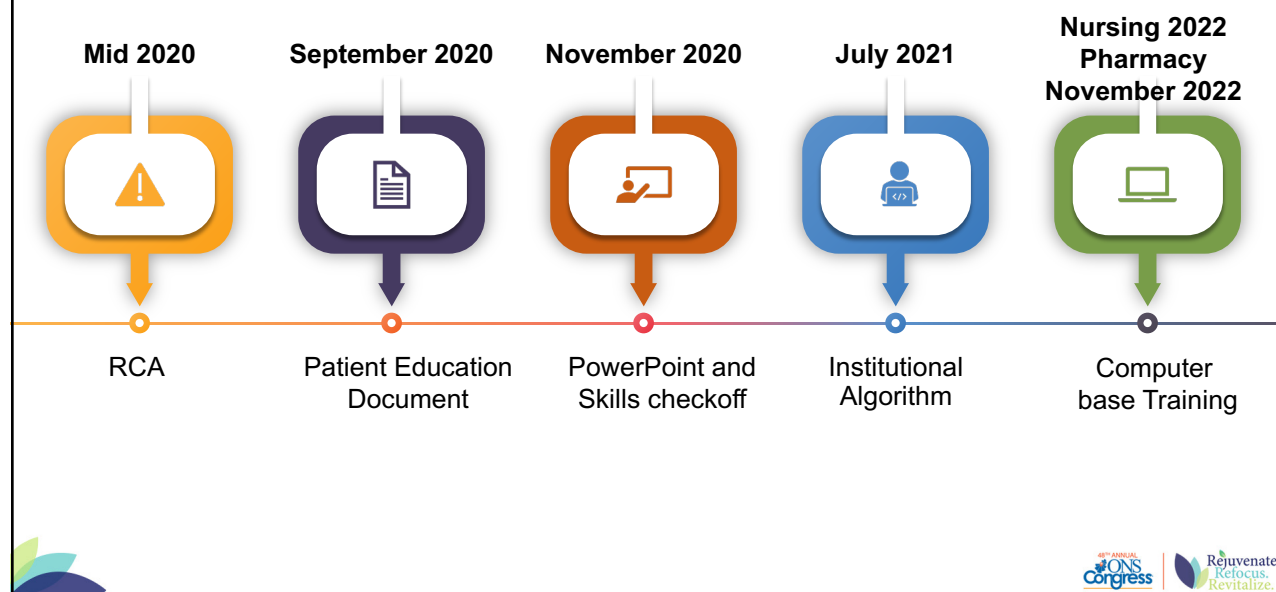 Mid 2020
RCA
September 2020
Patient Education
Document
November 2020
PowerPoint and
Skills checkoff
July 2021
</>
Institutional
Algorithm
Nursing 2022
Pharmacy
November 2022
Computer
base Training
48TH ANNUAL
ONS
Congress
Rejuvenate
Refocus.
Revitalize.